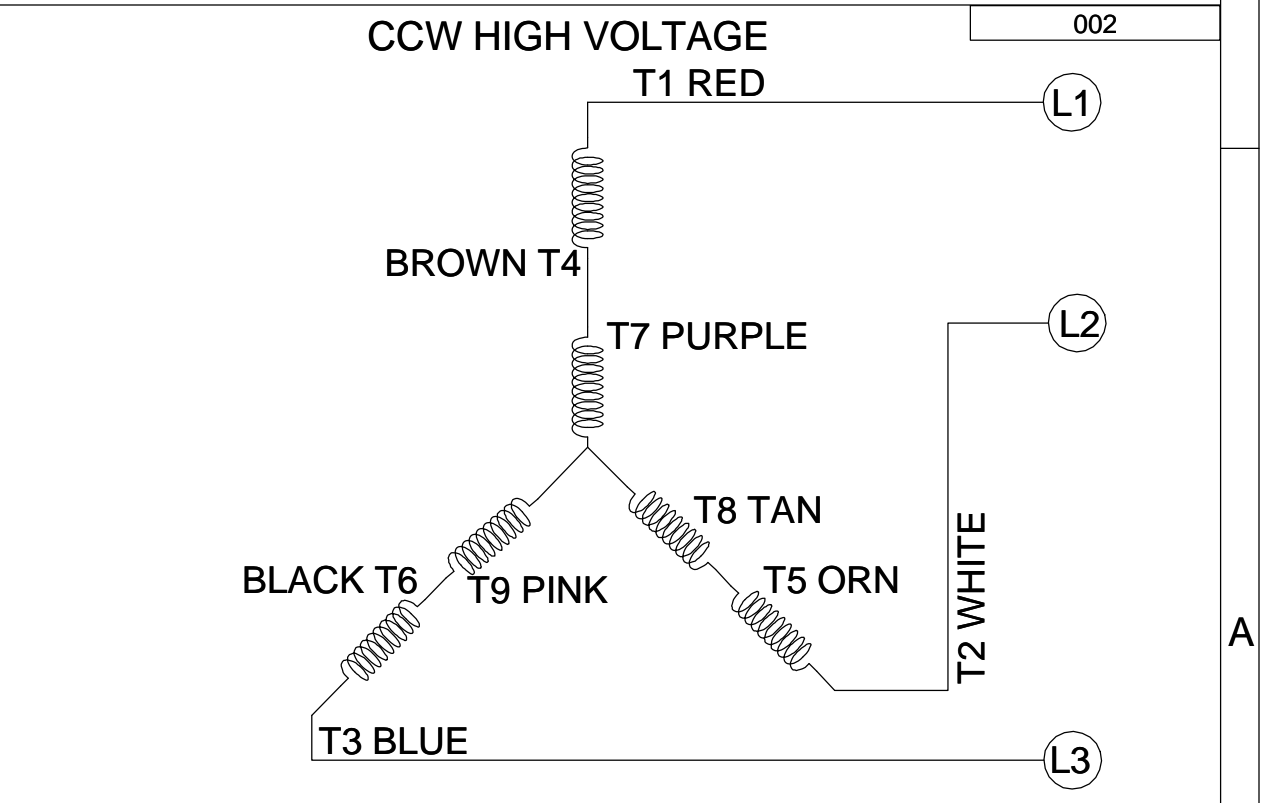 CCW HIGH VOLTAGE
002
T1 RED
L1
BROWN T4
L2
T7 PURPLE
T8 TAN
BLACK T6
T9 PINK
T5 ORN
T2 WHITE
A
T3 BLUE
L3